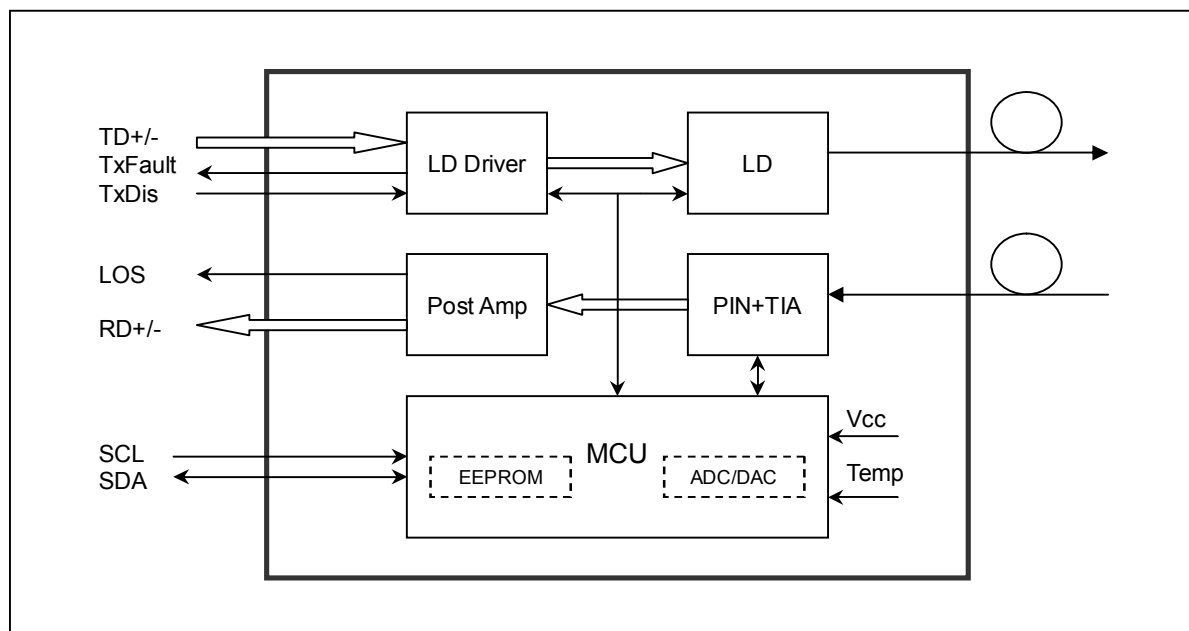 TD+/-
TxFault
TxDis
LD Driver
LD
LOS
RD+/-
Post Amp
PIN+TIA
SCL
SDA
MCU
EEPROM
ADC/DAC
Vcc
Temp